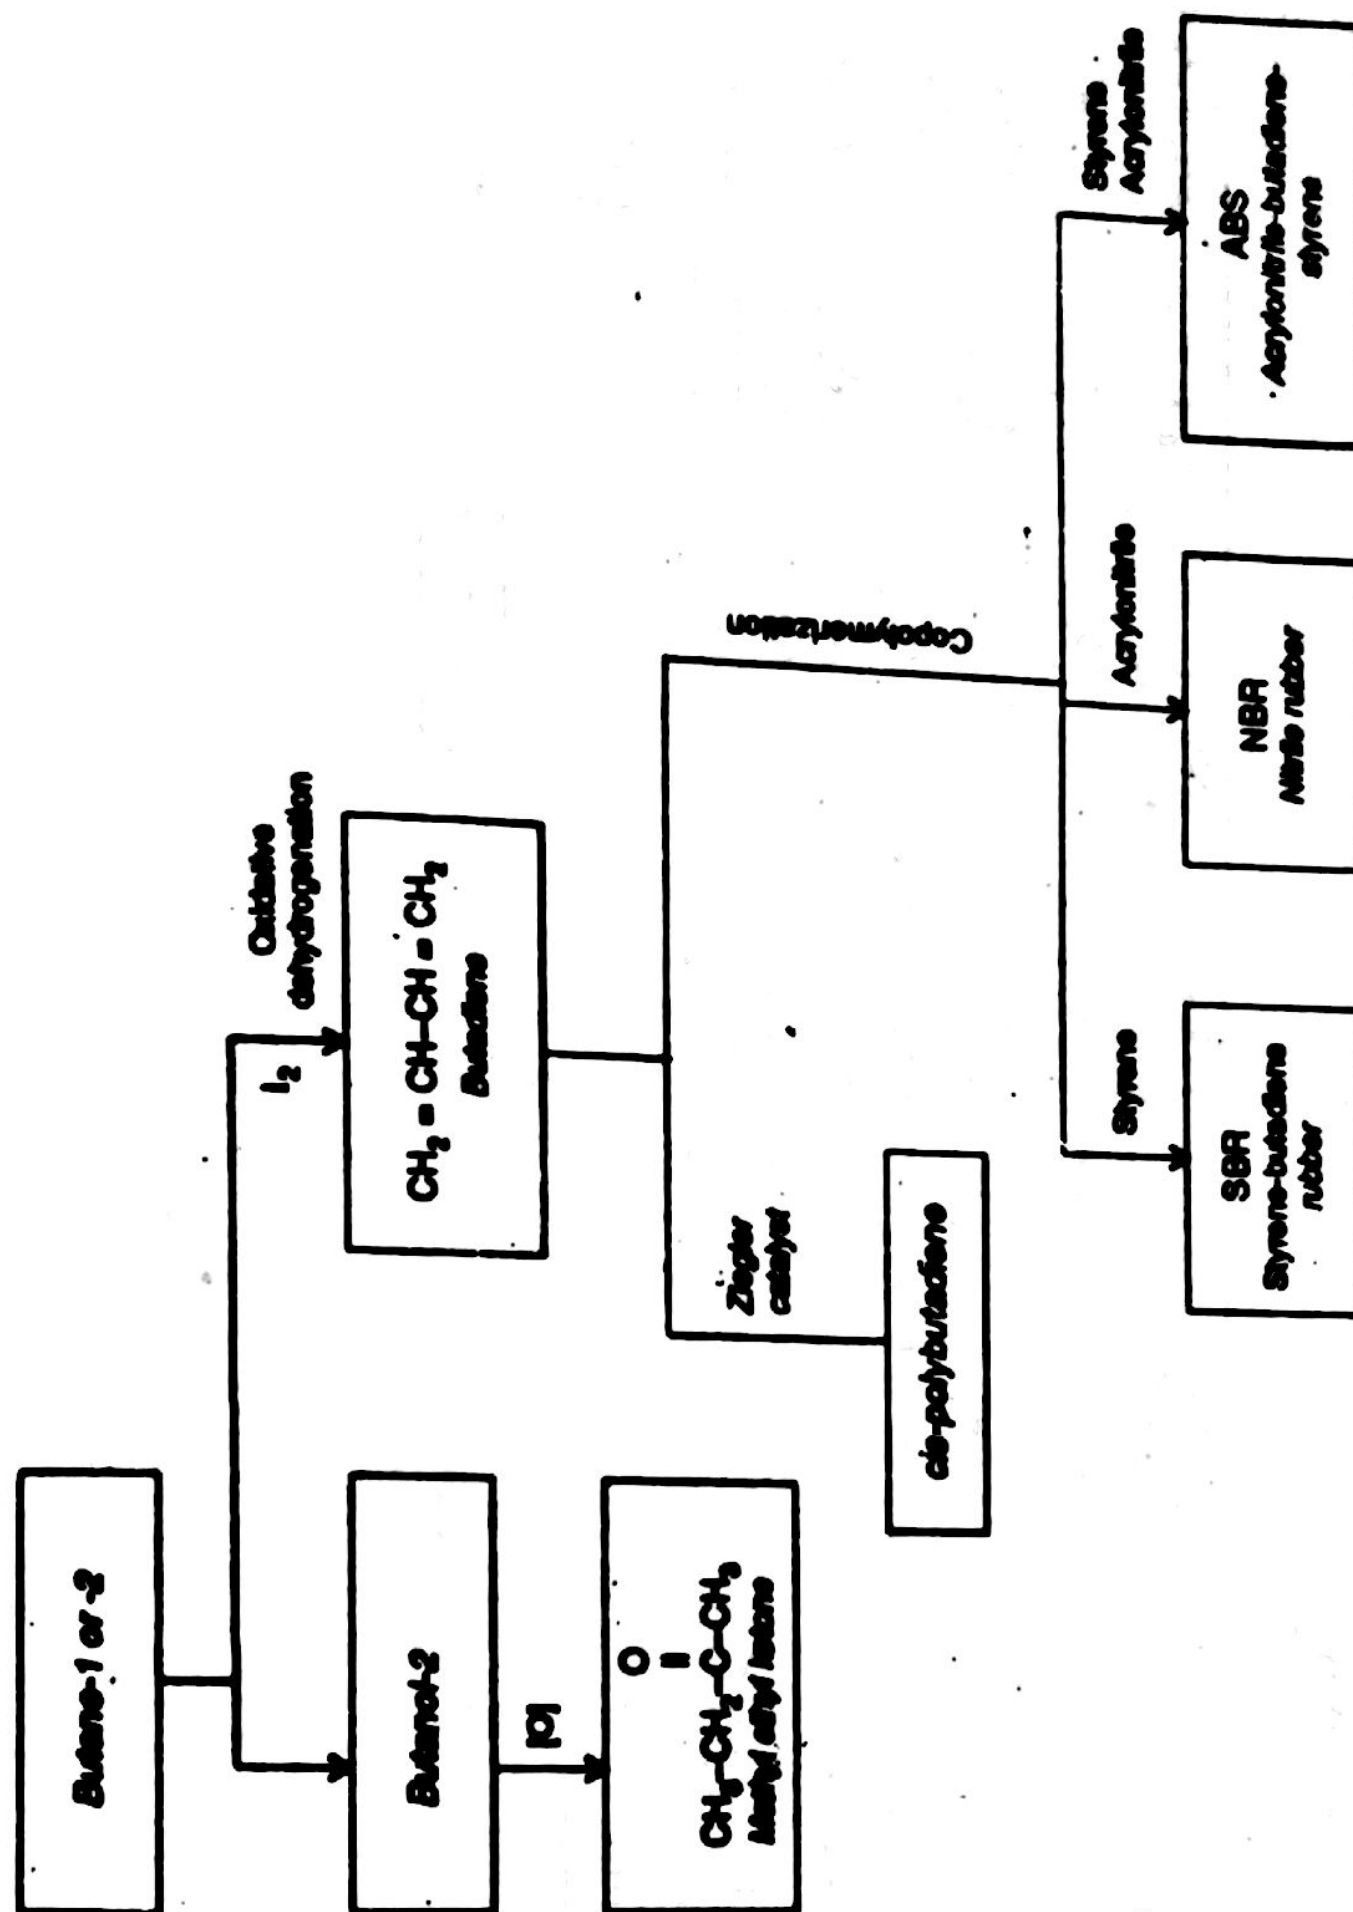 Butene-1 or -2
I₂
Oxidative
dehydrogenation
Butanol-2
CH₂ = CH–CH = CH₂
Butadiene
[O]
O
=
CH₃–CH₂–C–CH₃
Methyl ethyl ketone
Ziegler
catalyst
Copolymerization
cis-polybutadiene
Styrene
Acrylonitrile
Styrene
Acrylonitrile
SBR
Styrene-butadiene
rubber
NBR
Nitrile rubber
ABS
Acrylonitrile-butadiene-
styrene